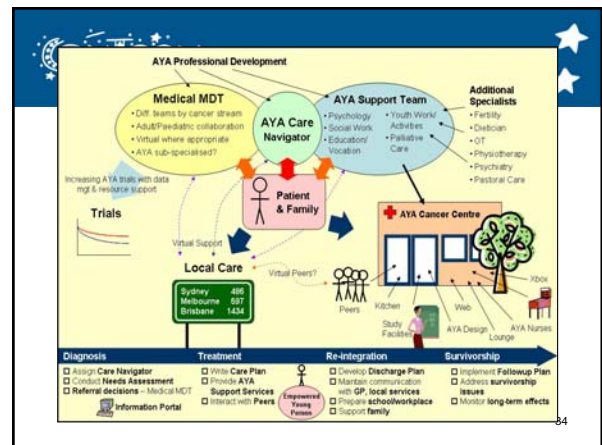 AYA Professional Development
Medical MDT
•Diff. teams by cancer stream
•Adult/Paediatric collaboration
•Virtual where appropriate
•AYA sub-specialised?
AYA Care
Navigator
AYA Support Team
•Psychology
•Social Work
•Education/
Vocation
•Youth Work/
Activities
•Palliative
Care
Additional
Specialists
•Fertility
•Dietician
•OT
•Physiotherapy
•Psychiatry
•Pastoral Care
Increasing AYA trials with data
mgt & resource support
Trials
Patient
& Family
Virtual Support
Local Care
Sydney 486
Melbourne 597
Brisbane 1434
Virtual Peers?
Peers
AYA Cancer Centre
Kitchen
Study
Facilities
Web
AYA Design
Lounge
AYA Nurses
Xbox
Diagnosis
☐ Assign Care Navigator
☐ Conduct Needs Assessment
☐ Referral decisions – Medical MDT
Information Portal
Treatment
☐ Write Care Plan
☐ Provide AYA
Support Services
☐ Interact with Peers
Empowered
Young
Person
Re-integration
☐ Develop Discharge Plan
☐ Maintain communication
with GP, local services
☐ Prepare school/workplace
☐ Support family
Survivorship
☐ Implement Followup Plan
☐ Address survivorship
issues
☐ Monitor long-term effects
34